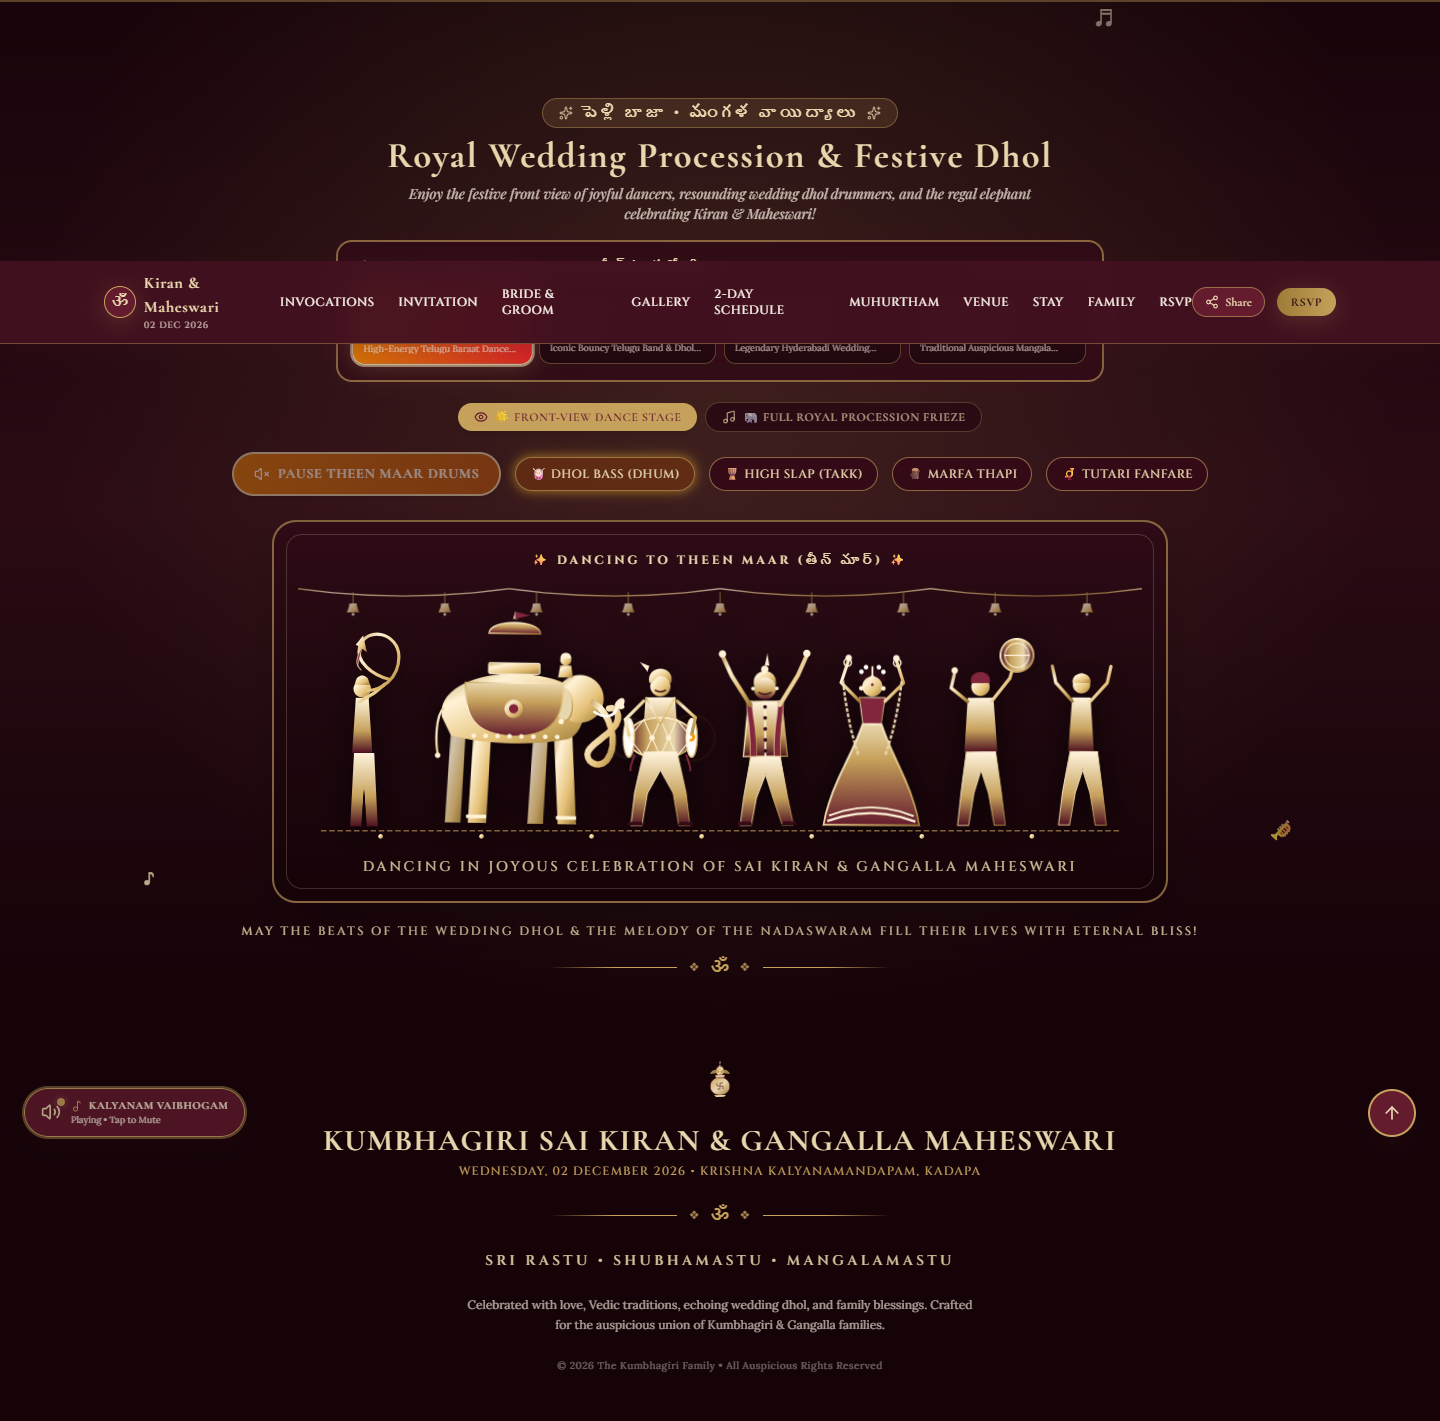 పెళ్లి బాజా • మంగళ వాయిద్యాలు
Royal Wedding Procession & Festive Dhol
Enjoy the festive front view of joyful dancers, resounding wedding dhol drummers, and the regal elephant
celebrating Kiran & Maheswari!
ॐ
Kiran &
Maheswari
02 DEC 2026
INVOCATIONS
INVITATION
BRIDE &
GROOM
GALLERY
2-DAY
SCHEDULE
MUHURTHAM
VENUE
STAY
FAMILY
RSVP
Share
RSVP
High-Energy Telugu Baraat Dance...
Iconic Bouncy Telugu Band & Dhol...
Legendary Hyderabadi Wedding...
Traditional Auspicious Mangala...
FRONT-VIEW DANCE STAGE
FULL ROYAL PROCESSION FRIEZE
PAUSE THEEN MAAR DRUMS
DHOL BASS (DHUM)
HIGH SLAP (TAKK)
MARFA THAPI
TUTARI FANFARE
DANCING TO THEEN MAAR (తీన్ మార్)
DANCING IN JOYOUS CELEBRATION OF SAI KIRAN & GANGALLA MAHESWARI
MAY THE BEATS OF THE WEDDING DHOL & THE MELODY OF THE NADASWARAM FILL THEIR LIVES WITH ETERNAL BLISS!
ॐ
KALYANAM VAIBHOGAM
Playing • Tap to Mute
KUMBHAGIRI SAI KIRAN & GANGALLA MAHESWARI
WEDNESDAY, 02 DECEMBER 2026 • KRISHNA KALYANAMANDAPAM, KADAPA
ॐ
SRI RASTU • SHUBHAMASTU • MANGALAMASTU
Celebrated with love, Vedic traditions, echoing wedding dhol, and family blessings. Crafted
for the auspicious union of Kumbhagiri & Gangalla families.
© 2026 The Kumbhagiri Family • All Auspicious Rights Reserved